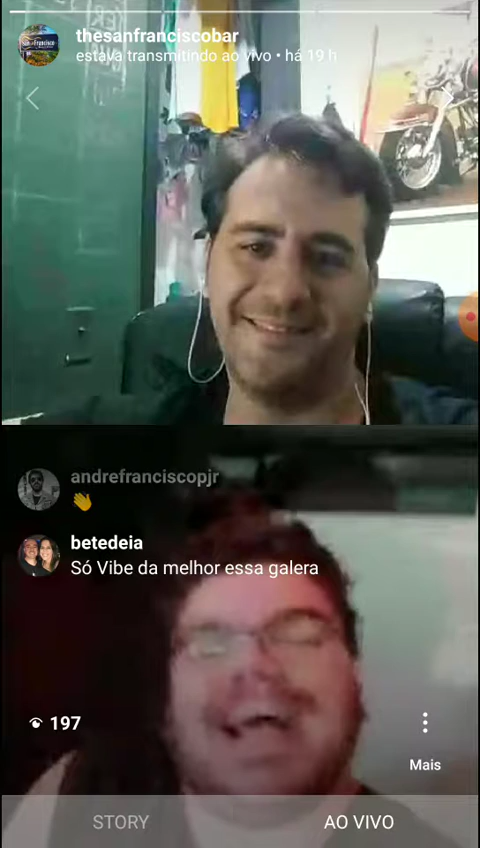 thesanfranciscobar
estava transmitindo ao vivo • há 19 h
andrefranciscopjr
👋
betedeia
Só Vibe da melhor essa galera
197
Mais
STORY
AO VIVO